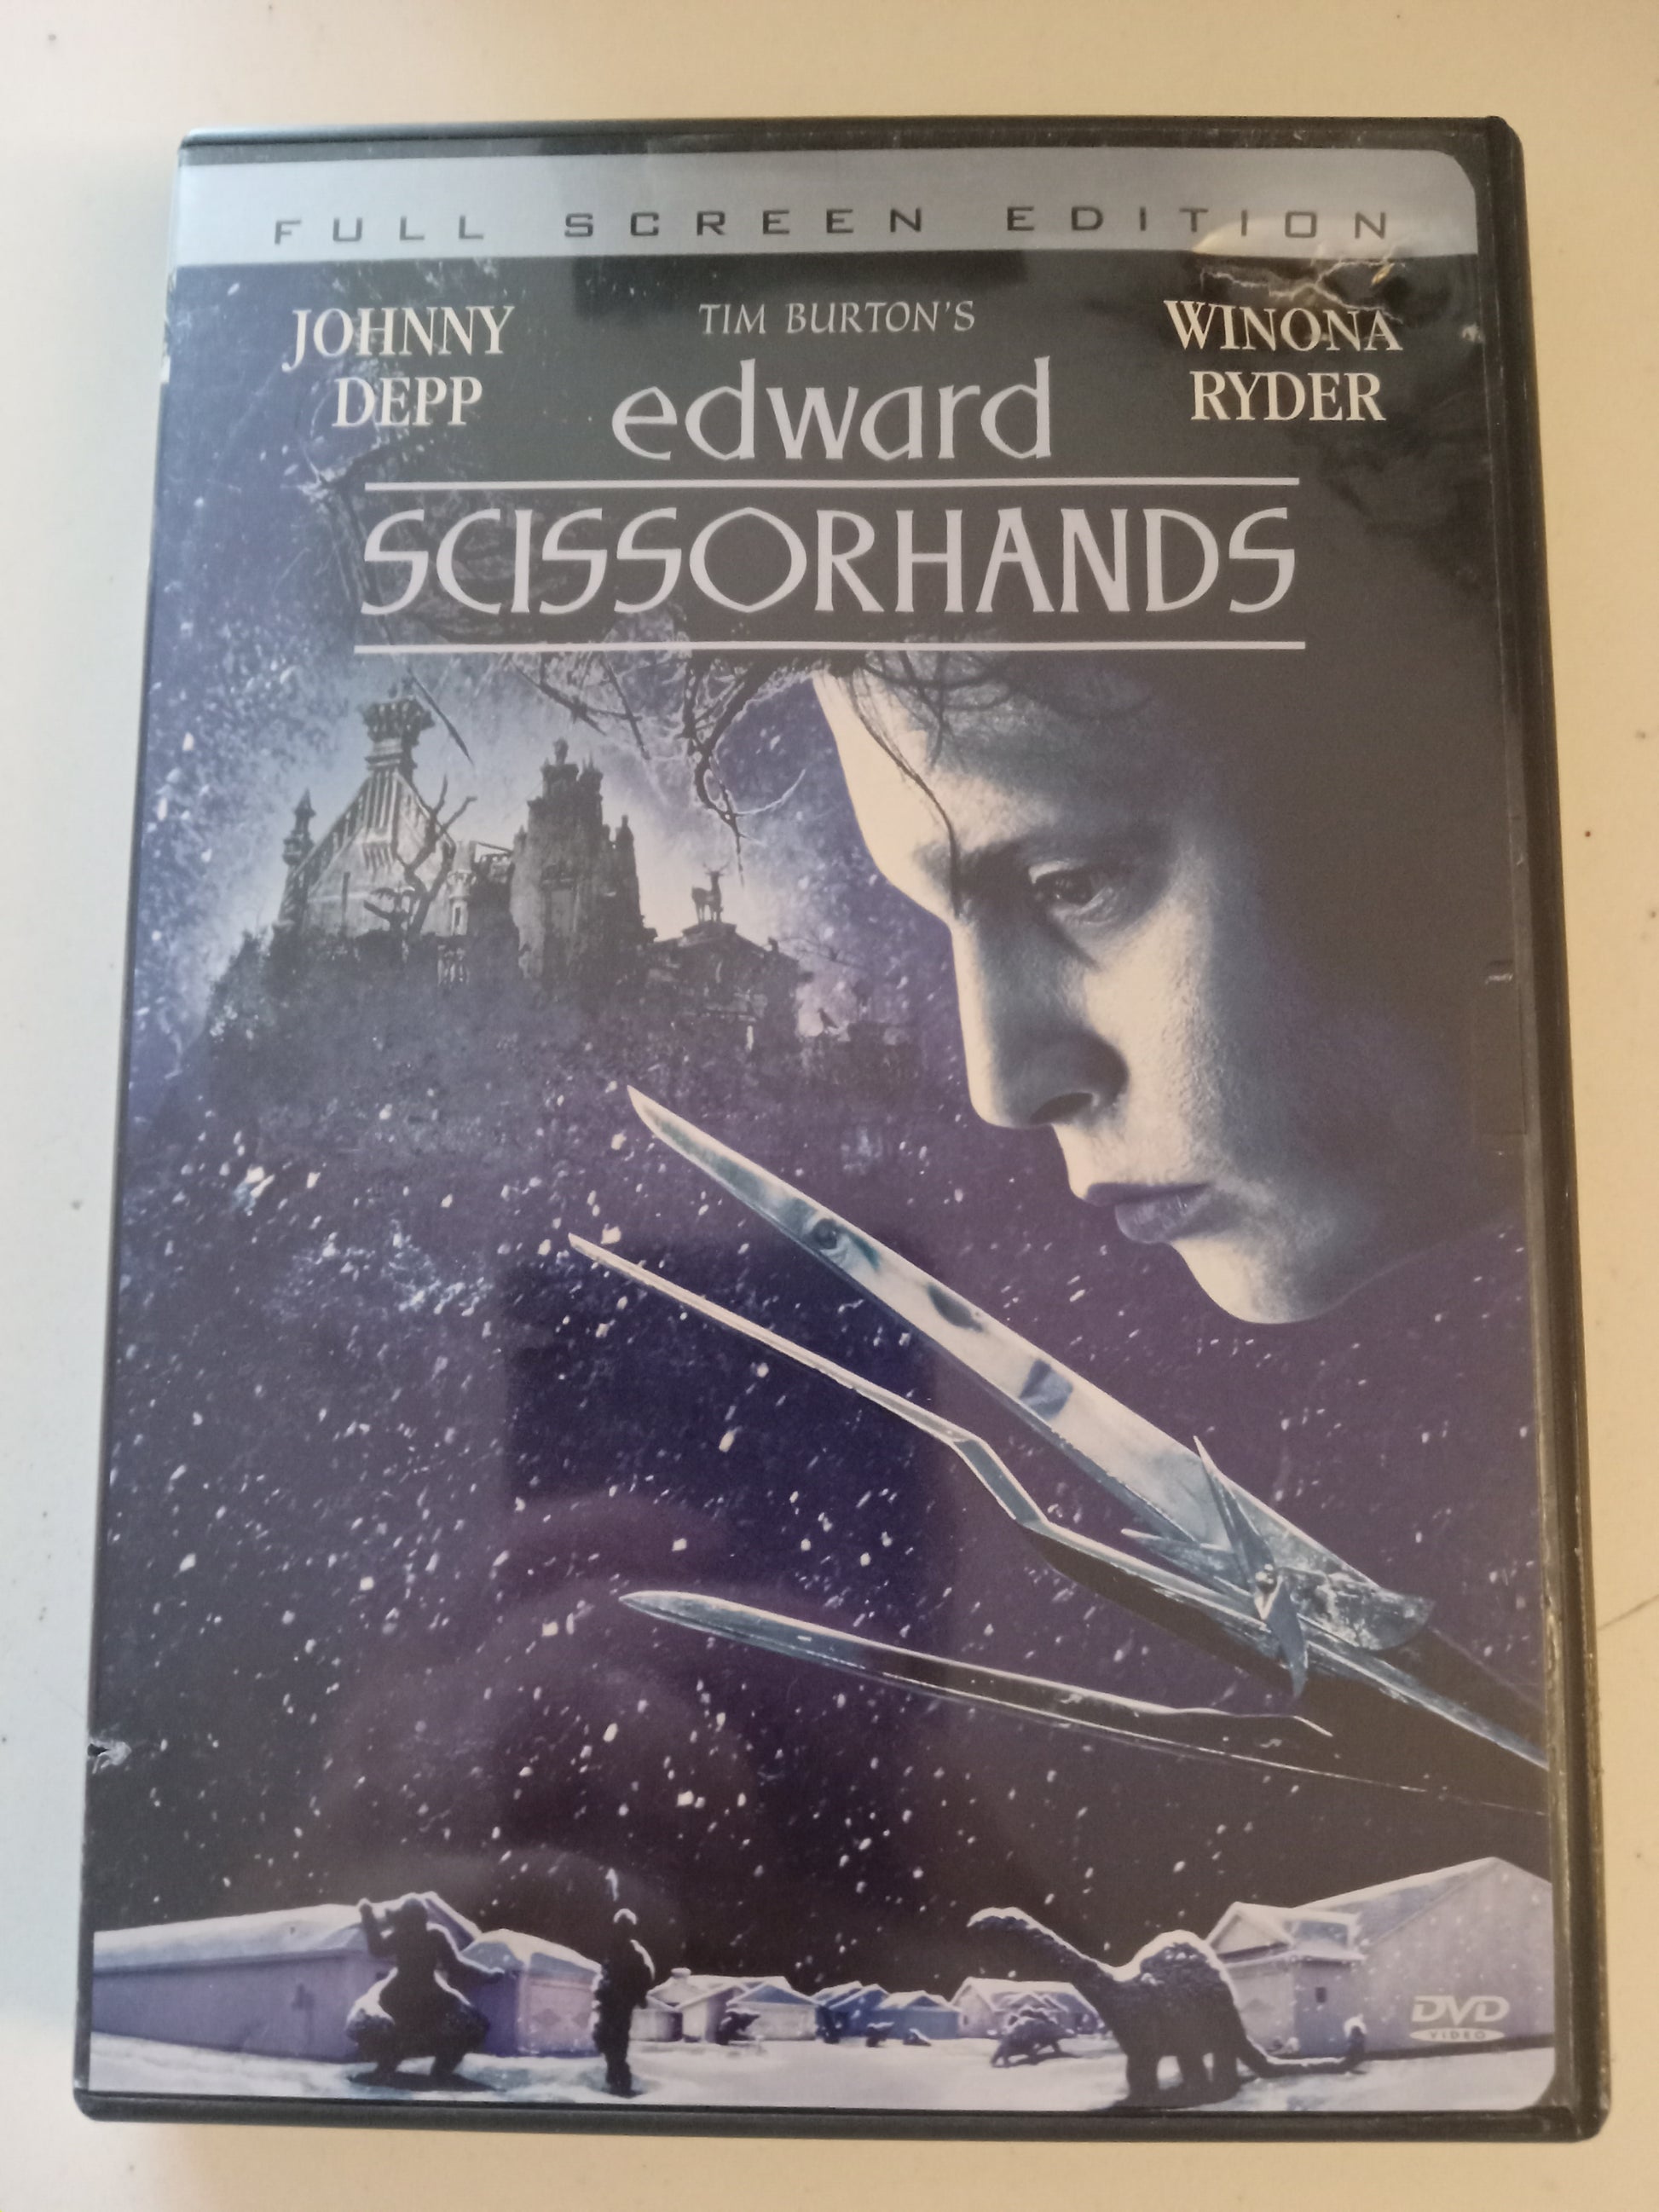 FULL SCREEN EDITION
JOHNNY
DEPP
TIM BURTON'S
edward
SCISSORHANDS
WINONA
RYDER
DVD
VIDEO